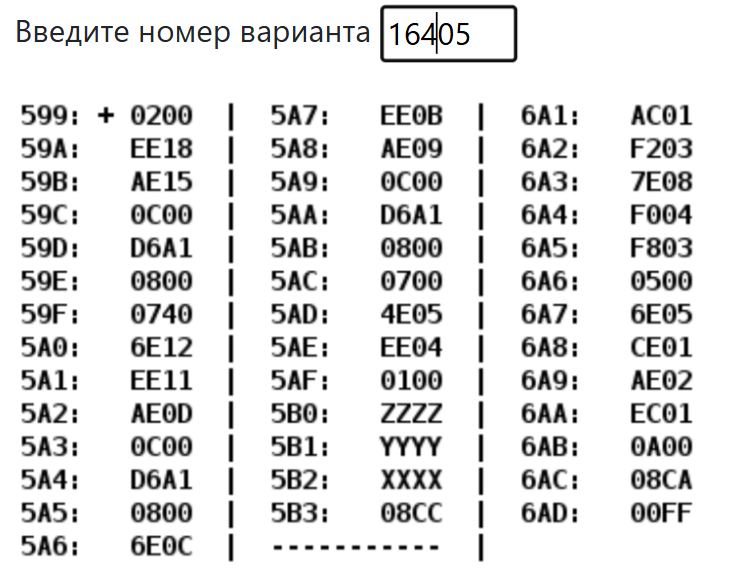 Введите номер варианта 16405
599: + 0200 | 5A7: EE0B | 6A1: AC01
59A: EE18 | 5A8: AE09 | 6A2: F203
59B: AE15 | 5A9: 0C00 | 6A3: 7E08
59C: 0C00 | 5AA: D6A1 | 6A4: F004
59D: D6A1 | 5AB: 0800 | 6A5: F803
59E: 0800 | 5AC: 0700 | 6A6: 0500
59F: 0740 | 5AD: 4E05 | 6A7: 6E05
5A0: 6E12 | 5AE: EE04 | 6A8: CE01
5A1: EE11 | 5AF: 0100 | 6A9: AE02
5A2: AE0D | 5B0: ZZZZ | 6AA: EC01
5A3: 0C00 | 5B1: YYYY | 6AB: 0A00
5A4: D6A1 | 5B2: XXXX | 6AC: 08CA
5A5: 0800 | 5B3: 08CC | 6AD: 00FF
5A6: 6E0C | ----------- |